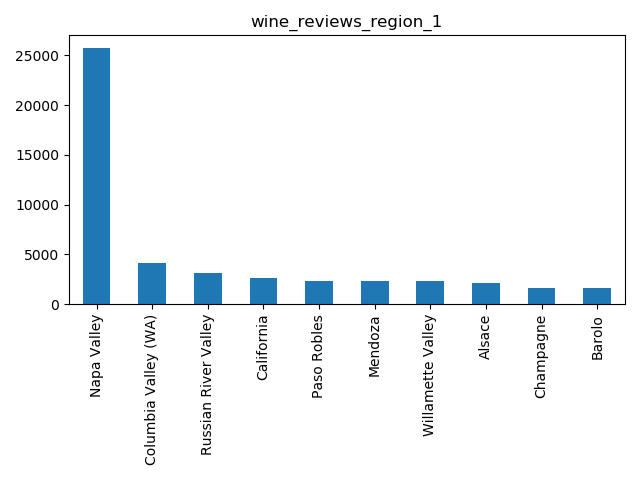 wine_reviews_region_1
25000
20000
15000
10000
5000
0
Napa Valley
Columbia Valley (WA)
Russian River Valley
California
Paso Robles
Mendoza
Willamette Valley
Alsace
Champagne
Barolo